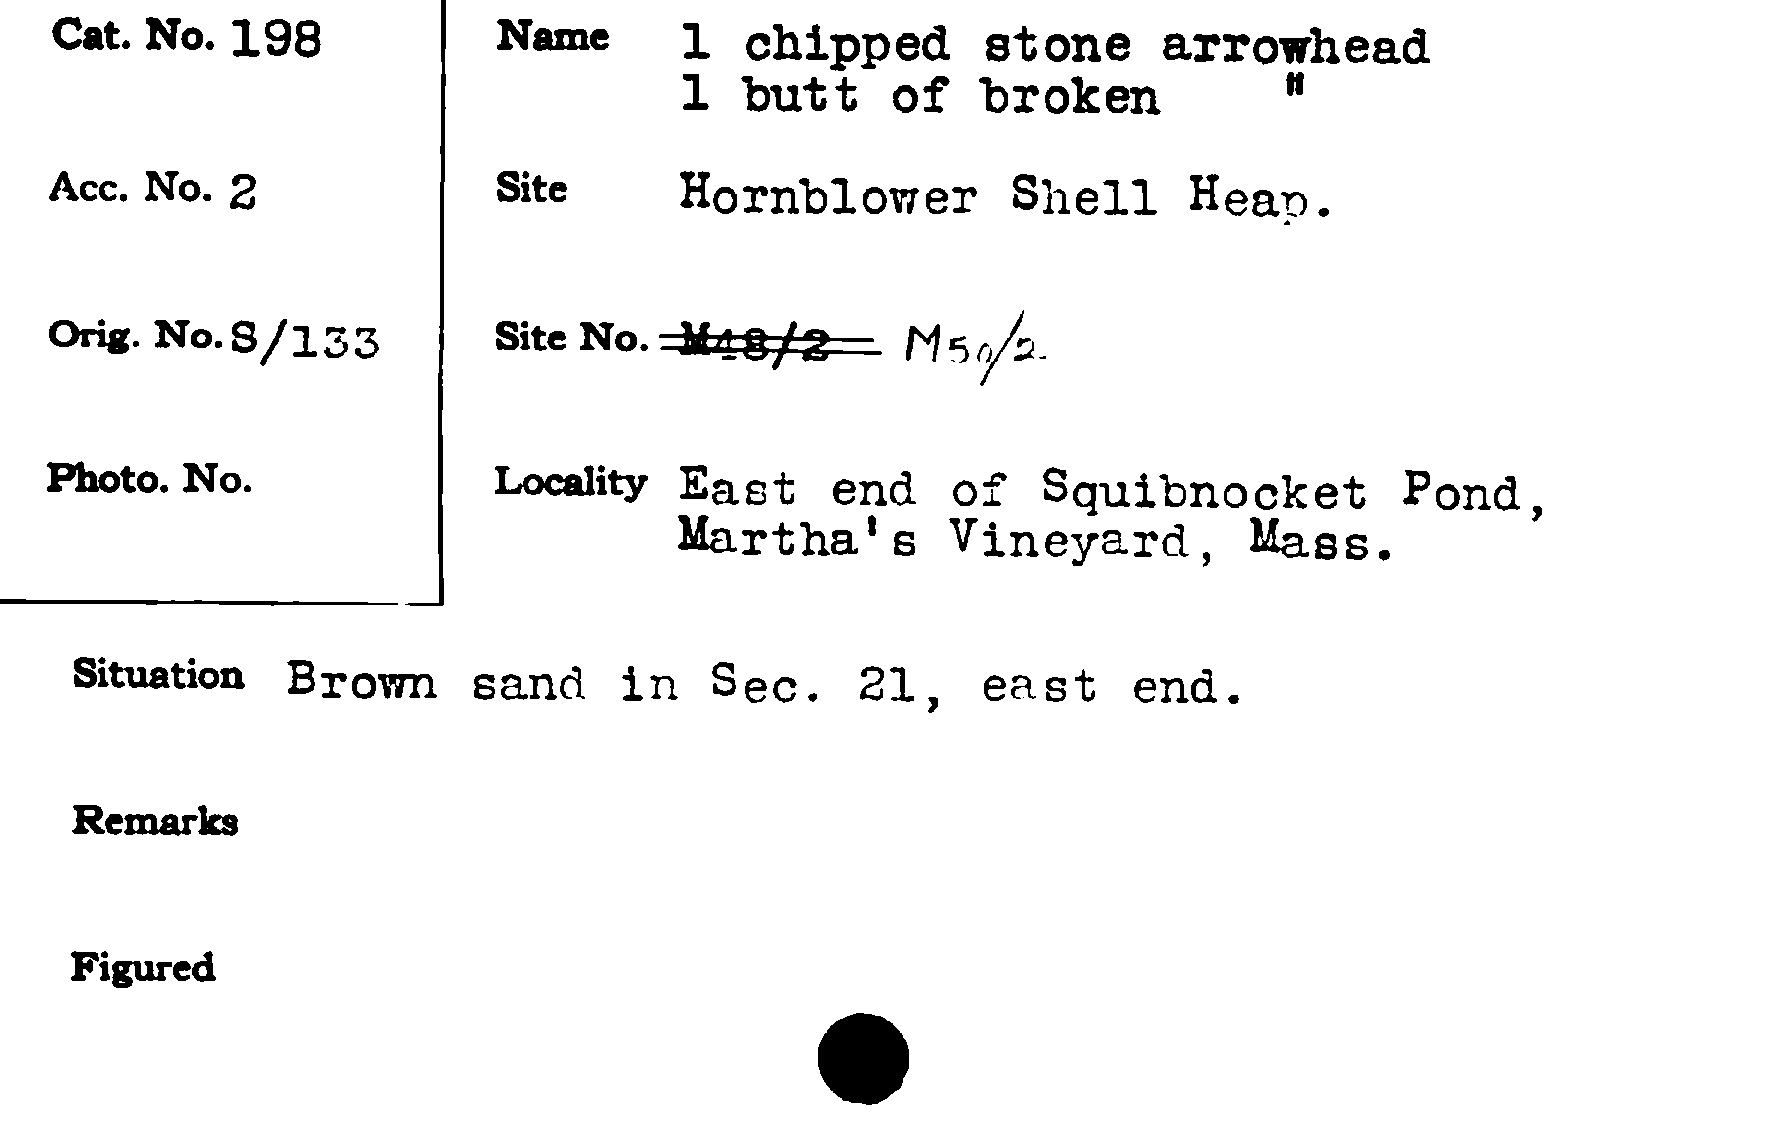 Cat. No. 198
Name 1 chipped stone arrowhead
1 butt of broken "
Acc. No. 2
Site Hornblower Shell Heap.
Orig. No. S/133
Site No. M48/2 M50/2
Photo. No.
Locality East end of Squibnocket Pond,
Martha's Vineyard, Mass.
Situation Brown sand in Sec. 21, east end.
Remarks
Figured